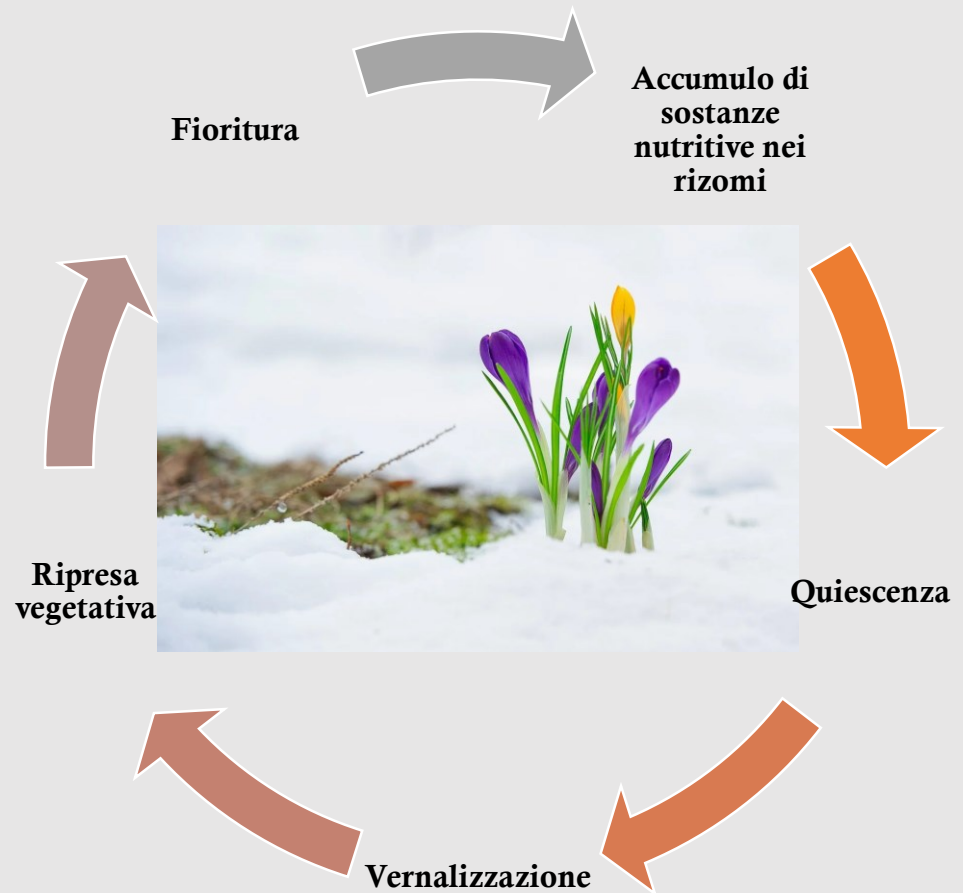 Fioritura
Accumulo di
sostanze
nutritive nei
rizomi
Quiescenza
Vernalizzazione
Ripresa
vegetativa